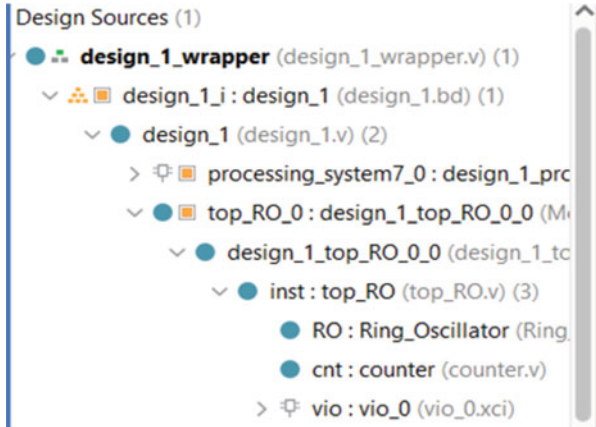 Design Sources (1)
design_1_wrapper (design_1_wrapper.v) (1)
design_1_i : design_1 (design_1.bd) (1)
design_1 (design_1.v) (2)
processing_system7_0 : design_1_prc
top_RO_0 : design_1_top_RO_0_0 (M
design_1_top_RO_0_0 (design_1_tc
inst : top_RO (top_RO.v) (3)
RO : Ring_Oscillator (Ring_
cnt : counter (counter.v)
vio : vio_0 (vio_0.xci)